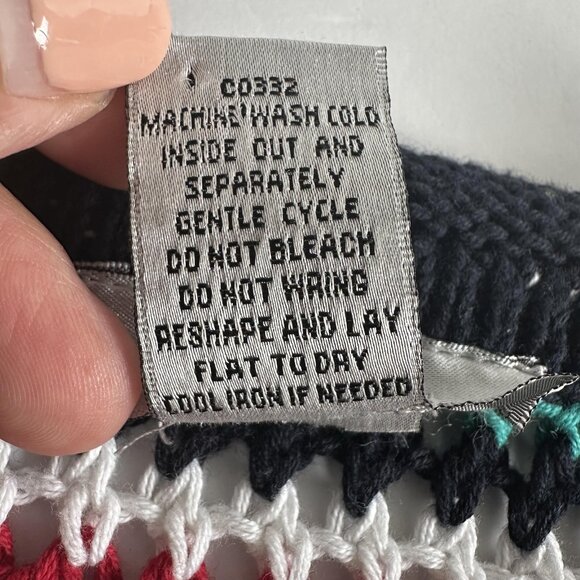 C0332
MACHINE WASH COLD
INSIDE OUT AND
SEPARATELY
GENTLE CYCLE
DO NOT BLEACH
DO NOT WRING
RESHAPE AND LAY
FLAT TO DRY
COOL IRON IF NEEDED